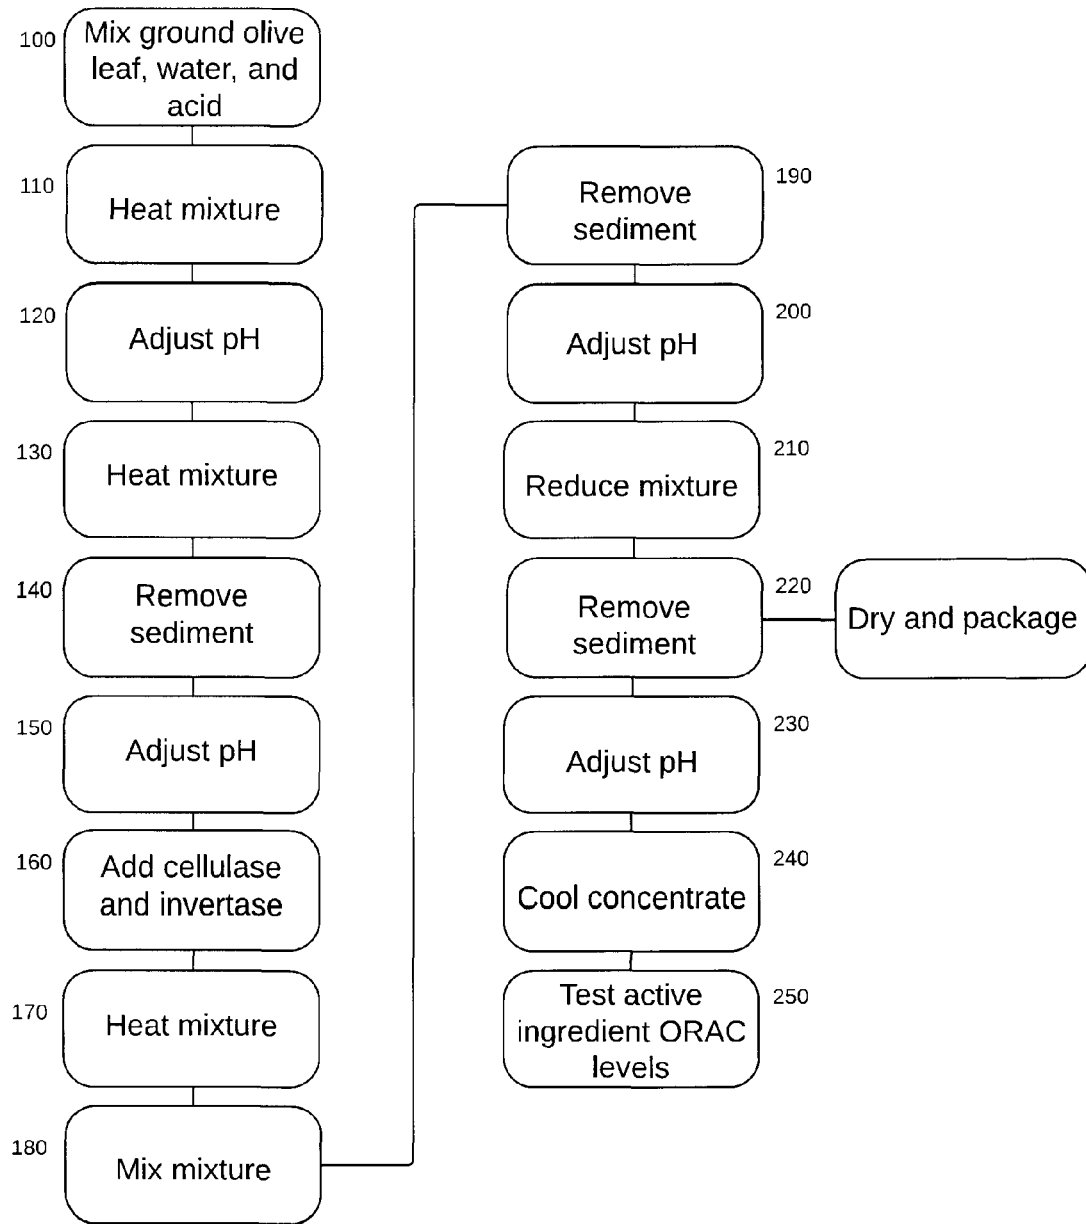 100
Mix ground olive
leaf, water, and
acid
110
Heat mixture
120
Adjust pH
130
Heat mixture
140
Remove
sediment
150
Adjust pH
160
Add cellulase
and invertase
170
Heat mixture
180
Mix mixture
190
Remove
sediment
200
Adjust pH
210
Reduce mixture
220
Remove
sediment
Dry and package
230
Adjust pH
240
Cool concentrate
250
Test active
ingredient ORAC
levels